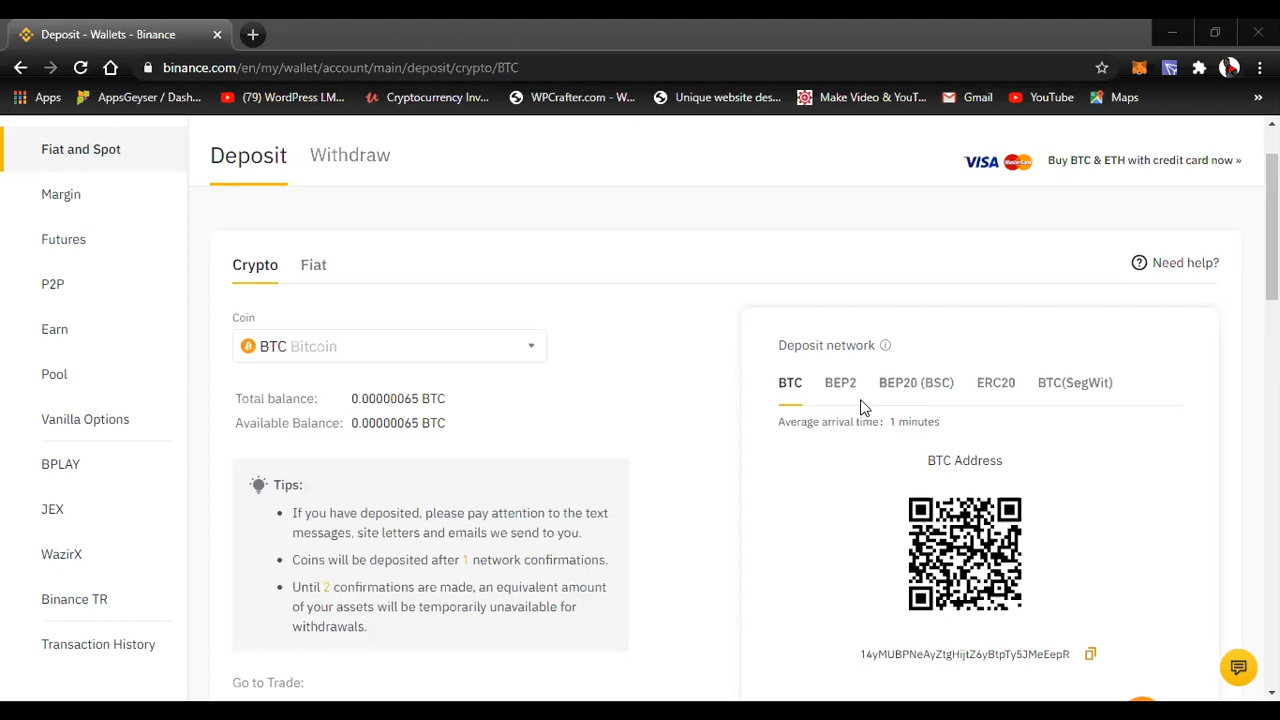 Deposit - Wallets - Binance
binance.com/en/my/wallet/account/main/deposit/crypto/BTC
Apps
AppsGeyser / Dash...
(79) WordPress LM...
Cryptocurrency Inv...
WPCrafter.com - W...
Unique website des...
Make Video & YouT...
Gmail
YouTube
Maps
»
Fiat and Spot
Margin
Futures
P2P
Earn
Pool
Vanilla Options
BPLAY
JEX
WazirX
Binance TR
Transaction History
Deposit
Withdraw
VISA
MasterCard
Buy BTC & ETH with credit card now »
Crypto
Fiat
Need help?
Coin
BTC Bitcoin
Total balance: 0.00000065 BTC
Available Balance: 0.00000065 BTC
Tips:
• If you have deposited, please pay attention to the text
messages, site letters and emails we send to you.
• Coins will be deposited after 1 network confirmations.
• Until 2 confirmations are made, an equivalent amount
of your assets will be temporarily unavailable for
withdrawals.
Go to Trade:
Deposit network
BTC BEP2 BEP20 (BSC) ERC20 BTC(SegWit)
Average arrival time: 1 minutes
BTC Address
14yMUBPNeAyZtgHijtZ6yBtpTy5JMeEepR